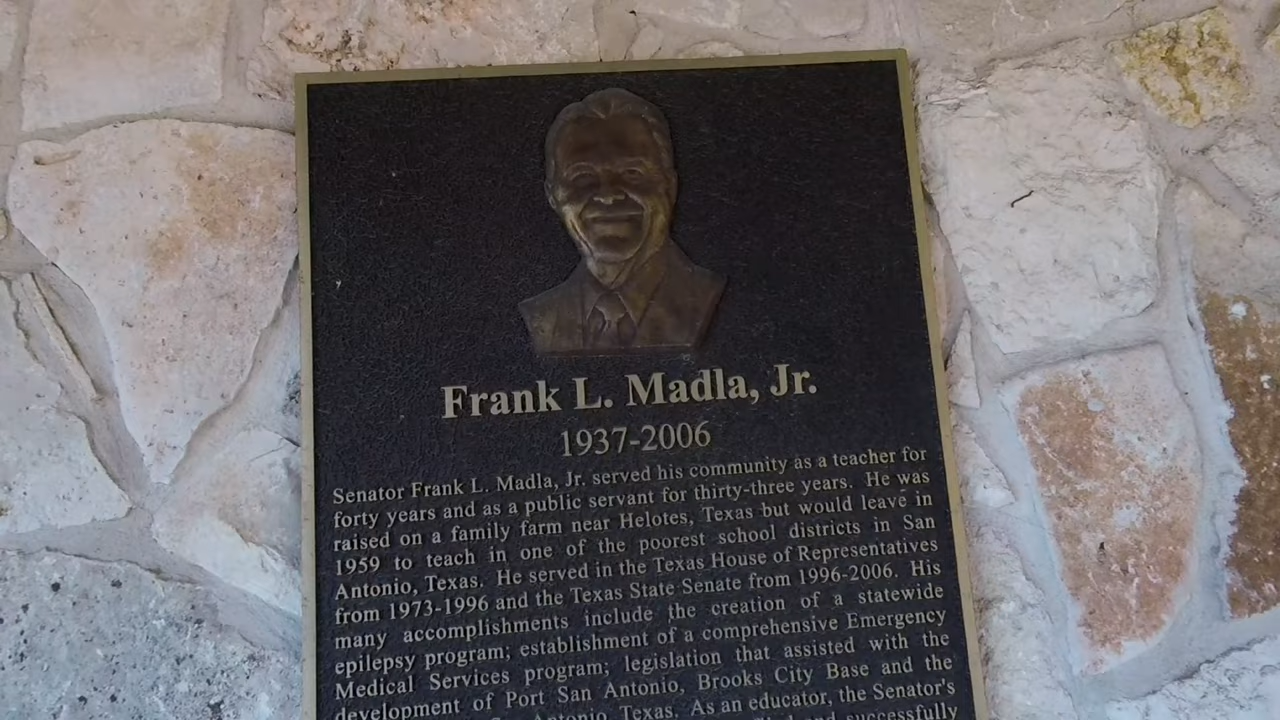 Frank L. Madla, Jr.
1937-2006
Senator Frank L. Madla, Jr. served his community as a teacher for
forty years and as a public servant for thirty-three years. He was
raised on a family farm near Helotes, Texas but would leave in
1959 to teach in one of the poorest school districts in San
Antonio, Texas. He served in the Texas House of Representatives
from 1973-1996 and the Texas State Senate from 1996-2006. His
many accomplishments include the creation of a statewide
epilepsy program; establishment of a comprehensive Emergency
Medical Services program; legislation that assisted with the
development of Port San Antonio, Brooks City Base and the
Antonio, Texas. As an educator, the Senator's
and successfully